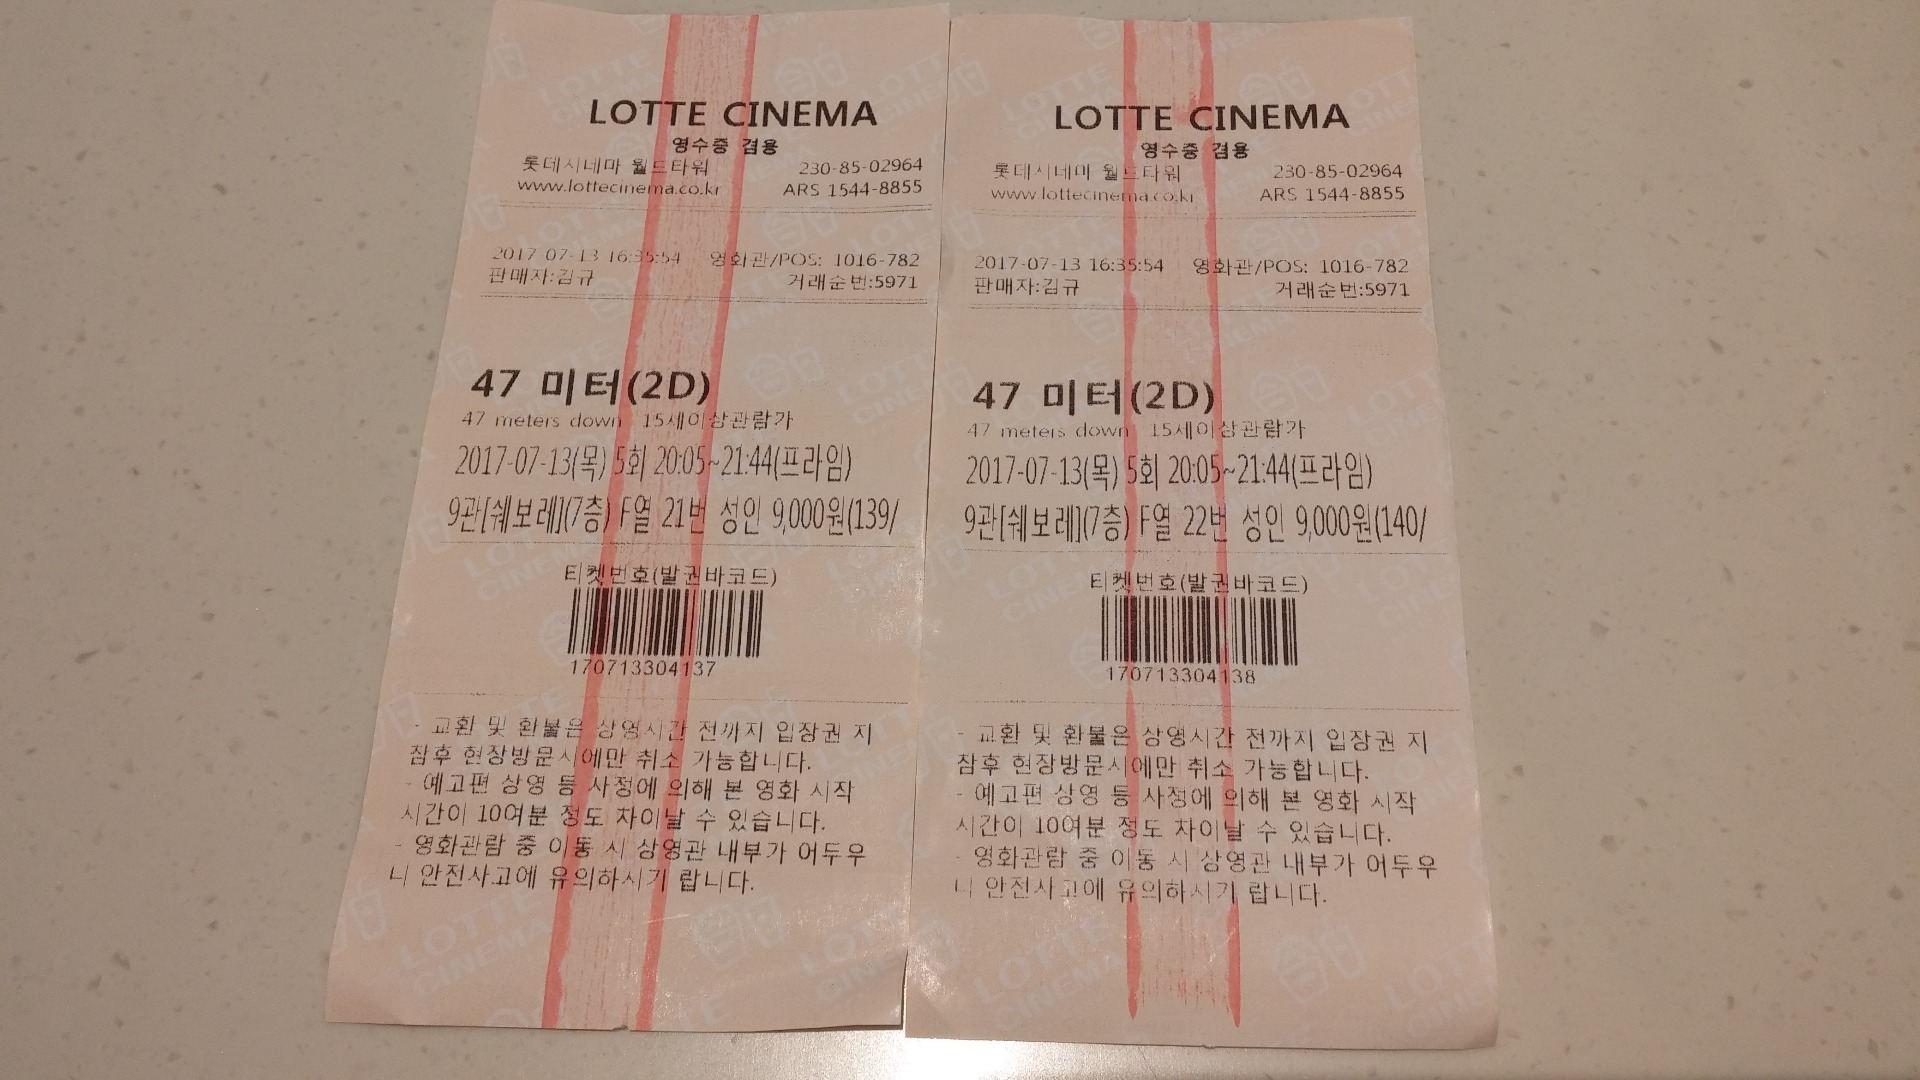 LOTTE CINEMA
영수증 겸용
롯데시네마 월드타워 230-85-02964
www.lottecinema.co.kr ARS 1544-8855
2017-07-13 16:35:54 영화관/POS: 1016-782
판매자:김규 거래순번:5971
47 미터(2D)
47 meters down 15세이상관람가
2017-07-13(목) 5회 20:05~21:44(프라임)
9관[쉐보레](7층) F열 21번 성인 9,000원(139/
티켓번호(발권바코드)
170713304137
- 교환 및 환불은 상영시간 전까지 입장권 지
참후 현장방문시에만 취소 가능합니다.
- 예고편 상영 등 사정에 의해 본 영화 시작
시간이 10여분 정도 차이날 수 있습니다.
- 영화관람 중 이동 시 상영관 내부가 어두우
니 안전사고에 유의하시기 랍니다.
LOTTE CINEMA
영수증 겸용
롯데시네마 월드타워 230-85-02964
www.lottecinema.co.kr ARS 1544-8855
2017-07-13 16:35:54 영화관/POS: 1016-782
판매자:김규 거래순번:5971
47 미터(2D)
47 meters down 15세이상관람가
2017-07-13(목) 5회 20:05~21:44(프라임)
9관[쉐보레](7층) F열 22번 성인 9,000원(140/
티켓번호(발권바코드)
170713304138
- 교환 및 환불은 상영시간 전까지 입장권 지
참후 현장방문시에만 취소 가능합니다.
- 예고편 상영 등 사정에 의해 본 영화 시작
시간이 10여분 정도 차이날 수 있습니다.
- 영화관람 중 이동 시 상영관 내부가 어두우
니 안전사고에 유의하시기 랍니다.